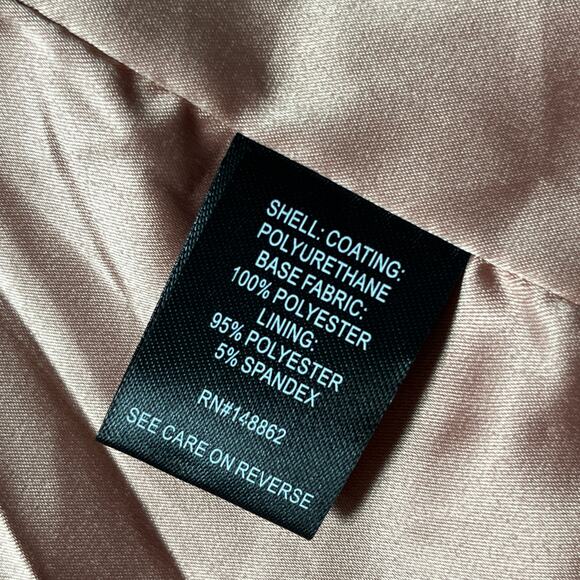 SHELL: COATING:
POLYURETHANE
BASE FABRIC:
100% POLYESTER
LINING:
95% POLYESTER
5% SPANDEX
RN#148862
SEE CARE ON REVERSE